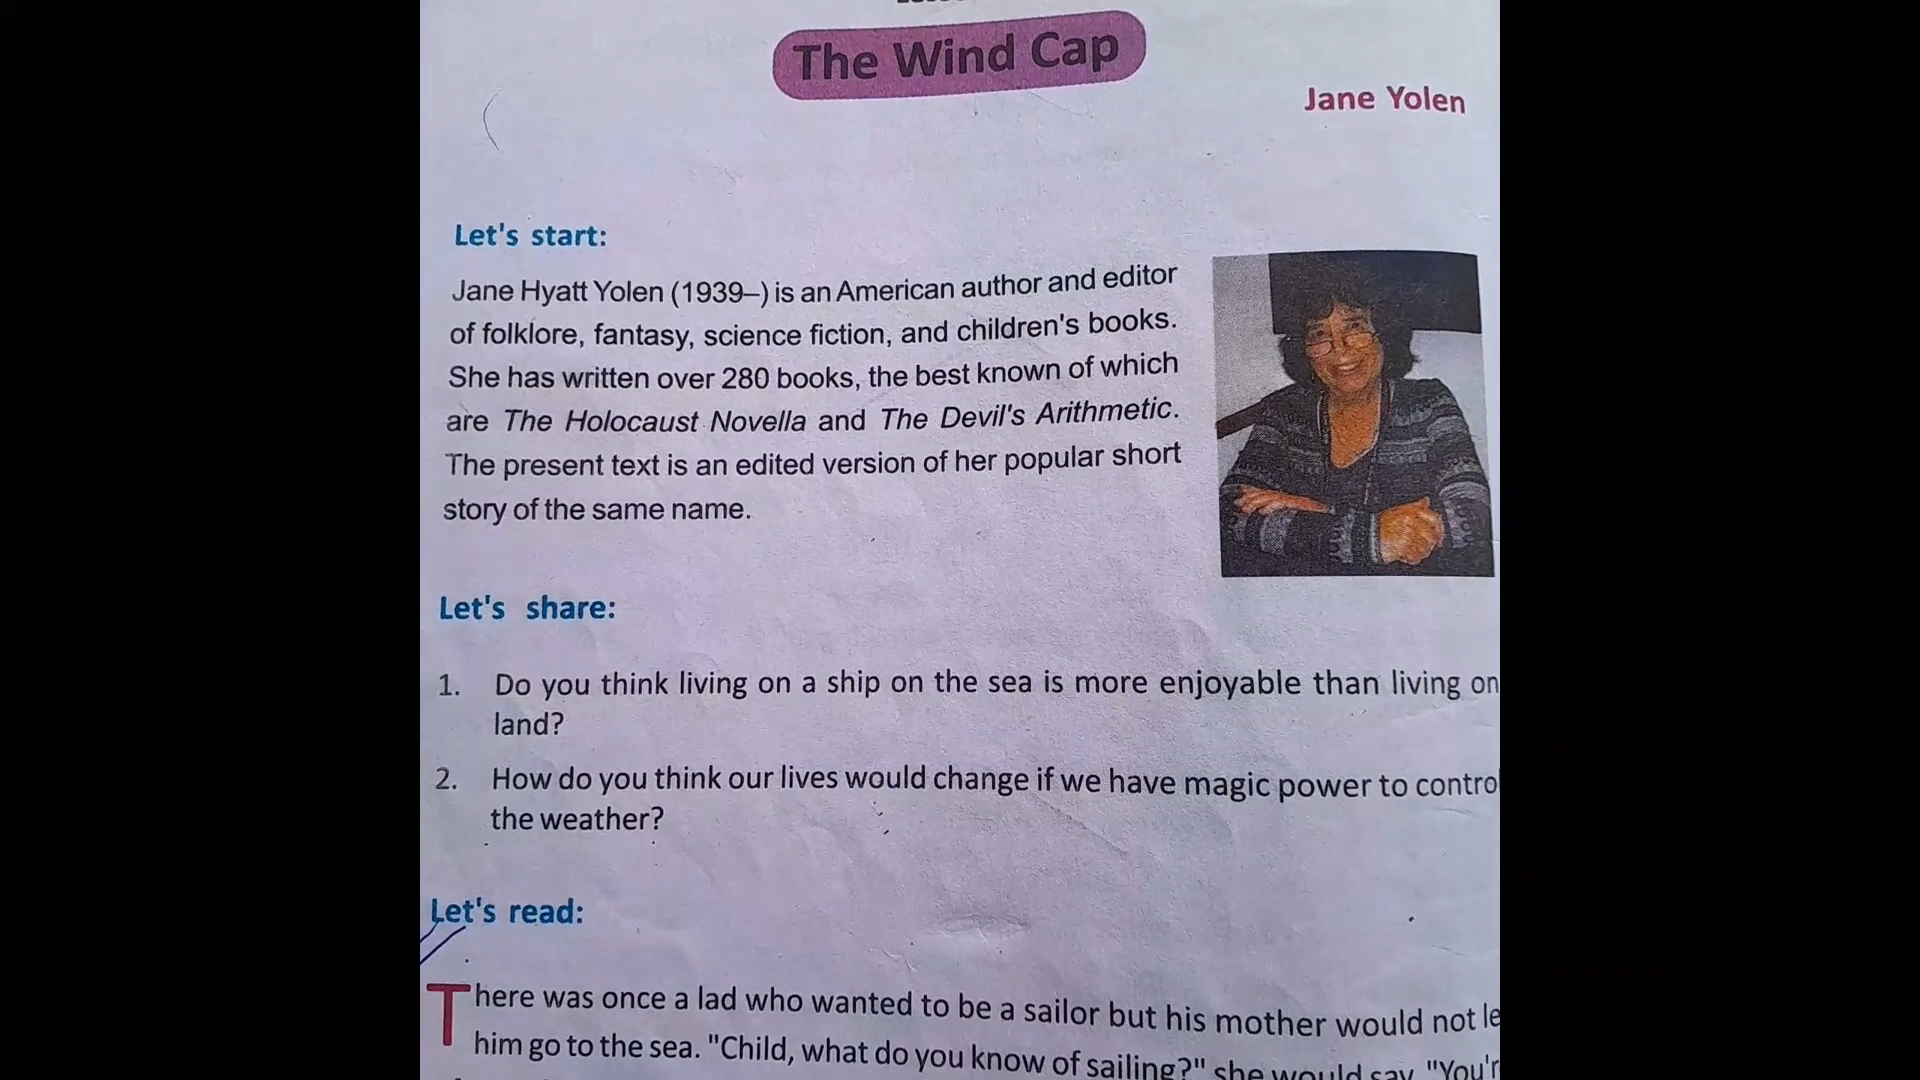 The Wind Cap
Jane Yolen
Let's start:
Jane Hyatt Yolen (1939–) is an American author and editor
of folklore, fantasy, science fiction, and children's books.
She has written over 280 books, the best known of which
are The Holocaust Novella and The Devil's Arithmetic.
The present text is an edited version of her popular short
story of the same name.
Let's share:
1. Do you think living on a ship on the sea is more enjoyable than living on
land?
2. How do you think our lives would change if we have magic power to contro
the weather?
Let's read:
There was once a lad who wanted to be a sailor but his mother would not le
him go to the sea. "Child, what do you know of sailing?" she would say. "You'r